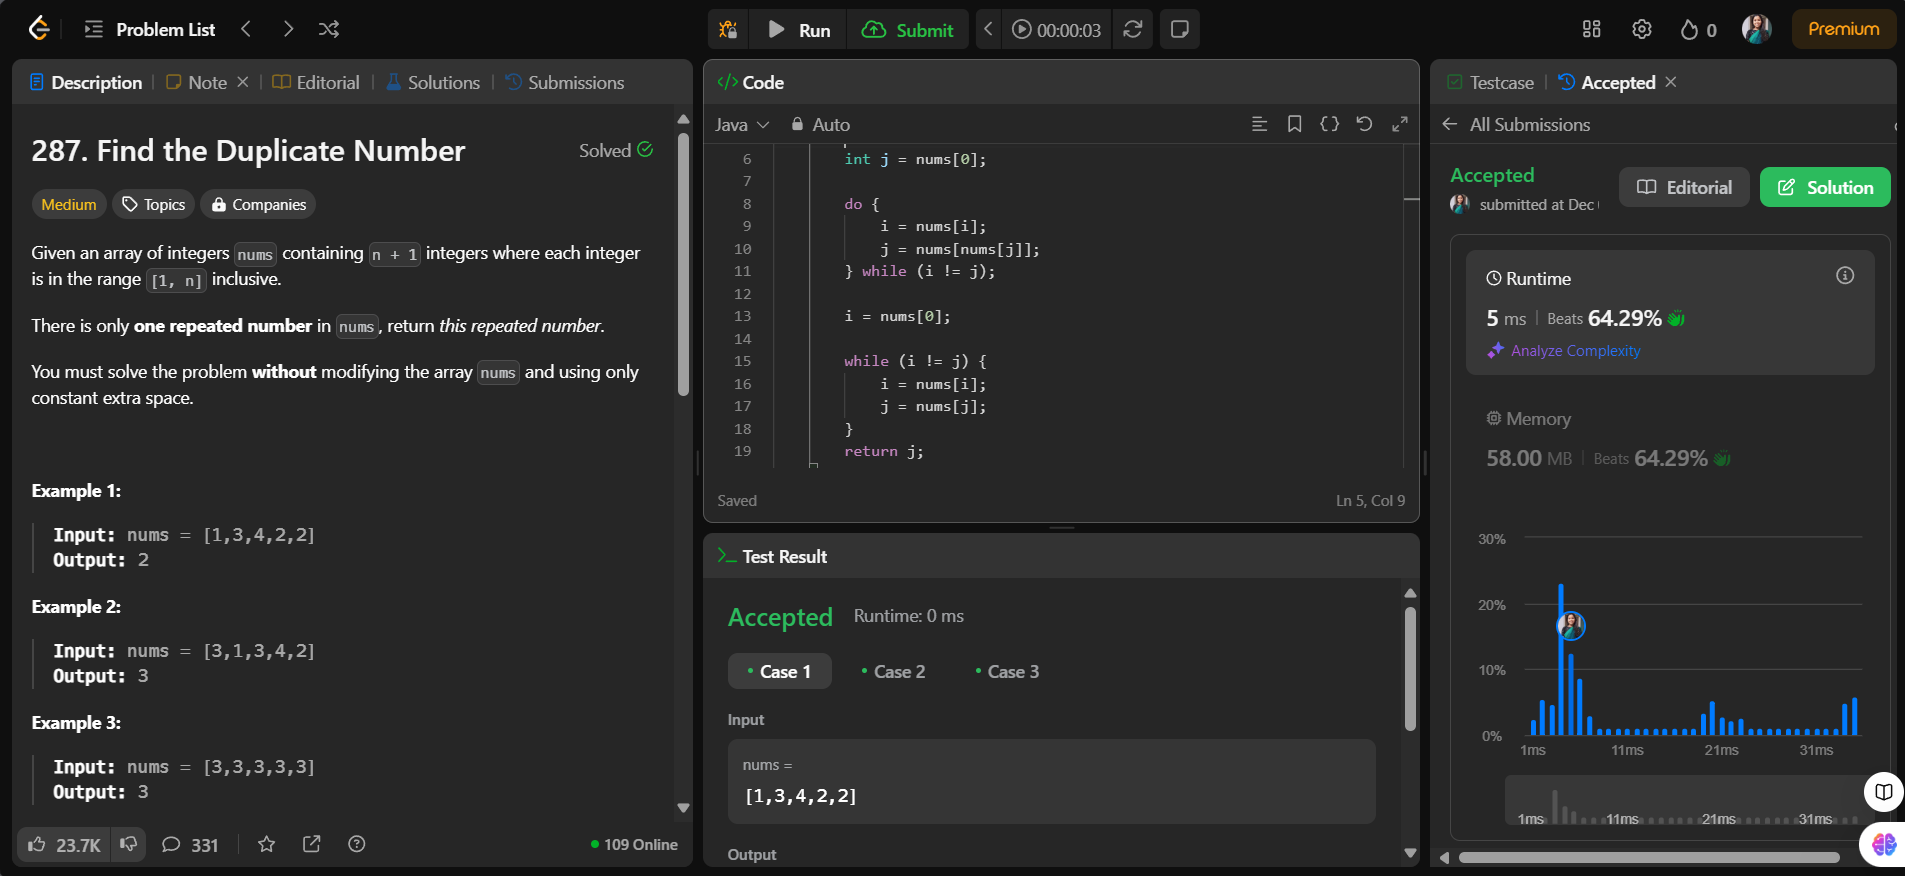 Problem List
Run
Submit
00:00:03
0
Premium
Description
Note
Editorial
Solutions
Submissions
287. Find the Duplicate Number
Solved
Medium
Topics
Companies
Given an array of integers nums containing n + 1 integers where each integer
is in the range [1, n] inclusive.
There is only one repeated number in nums, return this repeated number.
You must solve the problem without modifying the array nums and using only
constant extra space.
Example 1:
Input: nums = [1,3,4,2,2]
Output: 2
Example 2:
Input: nums = [3,1,3,4,2]
Output: 3
Example 3:
Input: nums = [3,3,3,3,3]
Output: 3
23.7K
331
109 Online
</> Code
Java
Auto
6 int j = nums[0];
7
8 do {
9 i = nums[i];
10 j = nums[nums[j]];
11 } while (i != j);
12
13 i = nums[0];
14
15 while (i != j) {
16 i = nums[i];
17 j = nums[j];
18 }
19 return j;
Saved
Ln 5, Col 9
Test Result
Accepted
Runtime: 0 ms
Case 1
Case 2
Case 3
Input
nums =
[1,3,4,2,2]
Output
Testcase
Accepted
All Submissions
Accepted
submitted at Dec
Editorial
Solution
Runtime
5 ms
Beats 64.29%
Analyze Complexity
Memory
58.00 MB
Beats 64.29%
30%
20%
10%
0%
1ms 11ms 21ms 31ms
1ms 11ms 21ms 31ms